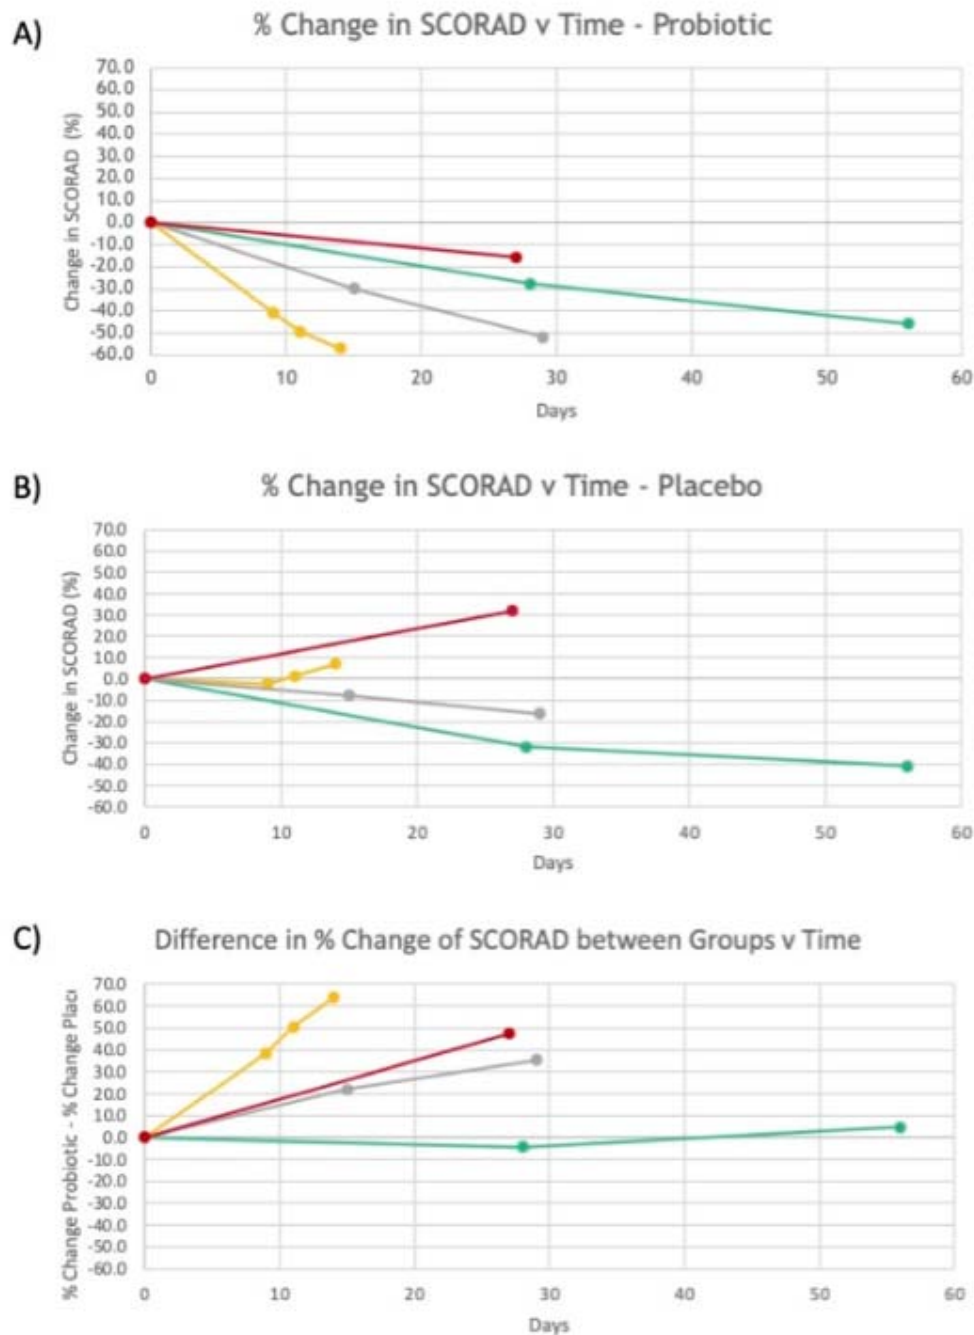 A)
% Change in SCORAD v Time - Probiotic
Change in SCORAD (%)
70.0
60.0
50.0
40.0
30.0
20.0
10.0
0.0
-10.0
-20.0
-30.0
-40.0
-50.0
-60.0
0 10 20 30 40 50 60
Days
B)
% Change in SCORAD v Time - Placebo
Change in SCORAD (%)
70.0
60.0
50.0
40.0
30.0
20.0
10.0
0.0
-10.0
-20.0
-30.0
-40.0
-50.0
-60.0
0 10 20 30 40 50 60
Days
C)
Difference in % Change of SCORAD between Groups v Time
% Change Probiotic - % Change
70.0
60.0
50.0
40.0
30.0
20.0
10.0
0.0
-10.0
-20.0
-30.0
-40.0
-50.0
-60.0
0 10 20 30 40 50 60
Days